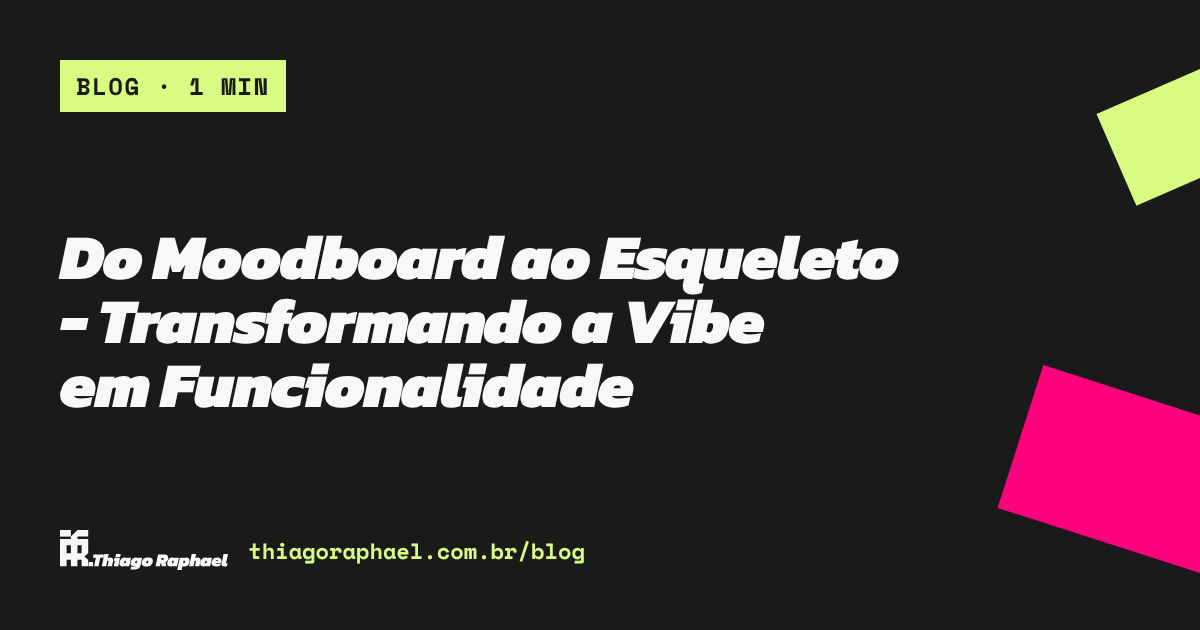 BLOG · 1 MIN
Do Moodboard ao Esqueleto
- Transformando a Vibe
em Funcionalidade
Thiago Raphael
thiagoraphael.com.br/blog